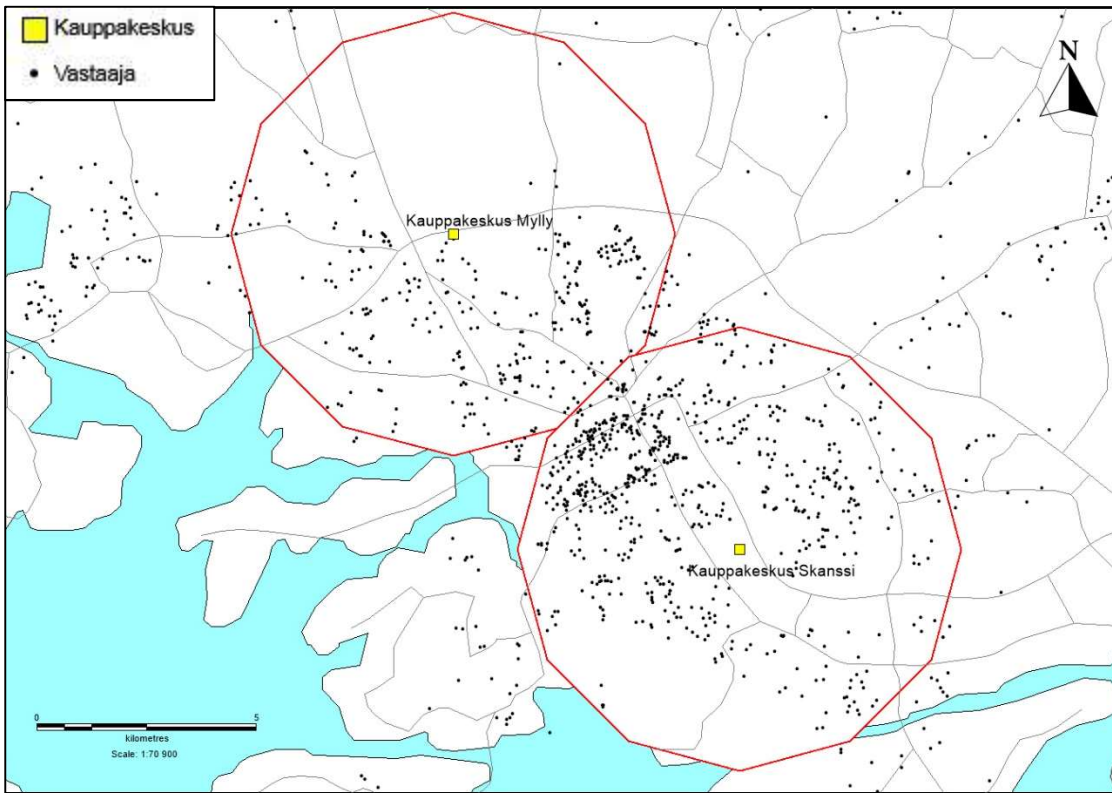 Kauppakeskus
Vastaaja
N
Kauppakeskus Mylly
Kauppakeskus Skanssi
0 5
kilometres
Scale: 1:70 900